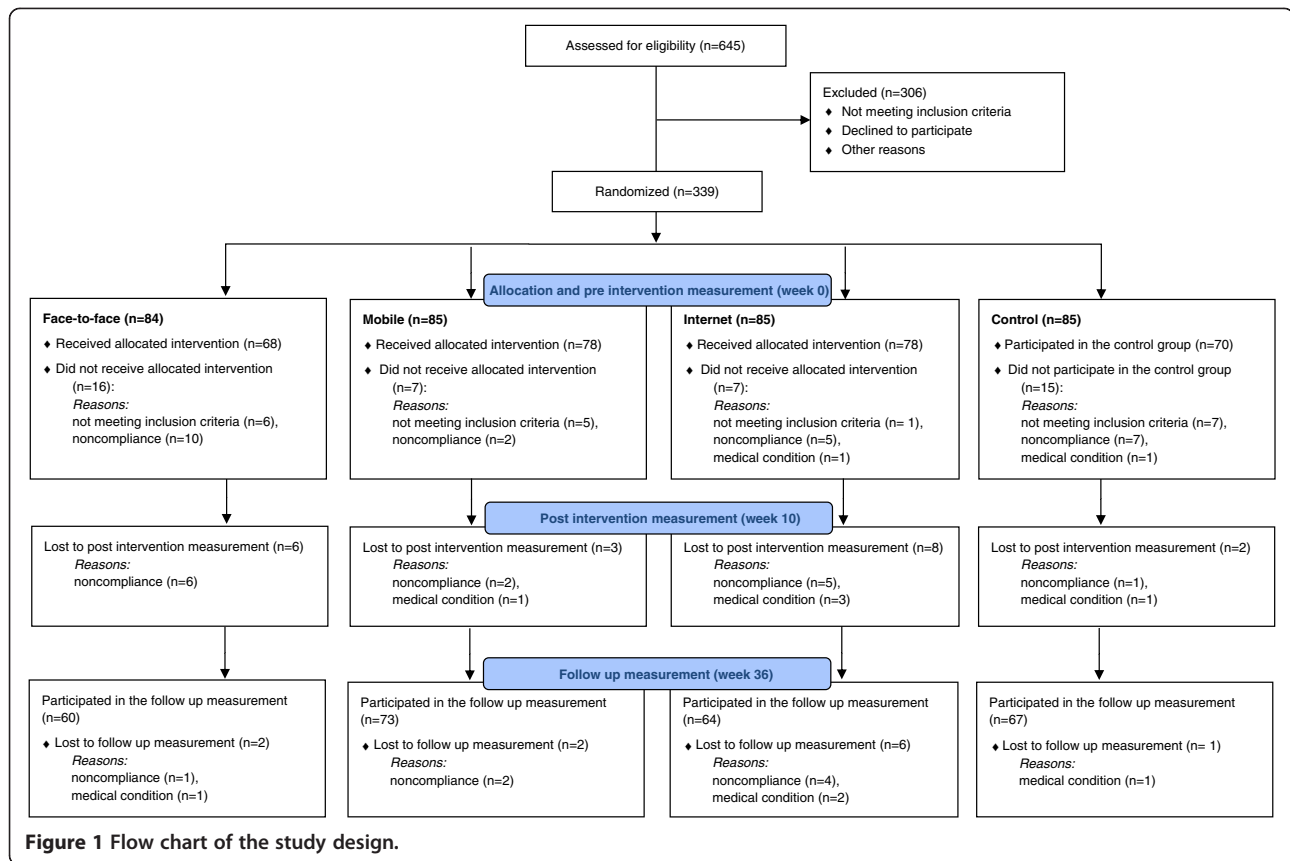 Assessed for eligibility (n=645)
Excluded (n=306)
♦ Not meeting inclusion criteria
♦ Declined to participate
♦ Other reasons
Randomized (n=339)
Allocation and pre intervention measurement (week 0)
Face-to-face (n=84)
♦ Received allocated intervention (n=68)
♦ Did not receive allocated intervention
(n=16):
Reasons:
not meeting inclusion criteria (n=6),
noncompliance (n=10)
Mobile (n=85)
♦ Received allocated intervention (n=78)
♦ Did not receive allocated intervention
(n=7):
Reasons:
not meeting inclusion criteria (n=5),
noncompliance (n=2)
Internet (n=85)
♦ Received allocated intervention (n=78)
♦ Did not receive allocated intervention
(n=7):
Reasons:
not meeting inclusion criteria (n= 1),
noncompliance (n=5),
medical condition (n=1)
Control (n=85)
♦ Participated in the control group (n=70)
♦ Did not participate in the control group
(n=15):
Reasons:
not meeting inclusion criteria (n=7),
noncompliance (n=7),
medical condition (n=1)
Post intervention measurement (week 10)
Lost to post intervention measurement (n=6)
Reasons:
noncompliance (n=6)
Lost to post intervention measurement (n=3)
Reasons:
noncompliance (n=2),
medical condition (n=1)
Lost to post intervention measurement (n=8)
Reasons:
noncompliance (n=5),
medical condition (n=3)
Lost to post intervention measurement (n=2)
Reasons:
noncompliance (n=1),
medical condition (n=1)
Follow up measurement (week 36)
Participated in the follow up measurement
(n=60)
♦ Lost to follow up measurement (n=2)
Reasons:
noncompliance (n=1),
medical condition (n=1)
Participated in the follow up measurement
(n=73)
♦ Lost to follow up measurement (n=2)
Reasons:
noncompliance (n=2)
Participated in the follow up measurement
(n=64)
♦ Lost to follow up measurement (n=6)
Reasons:
noncompliance (n=4),
medical condition (n=2)
Participated in the follow up measurement
(n=67)
♦ Lost to follow up measurement (n= 1)
Reasons:
medical condition (n=1)
Figure 1 Flow chart of the study design.